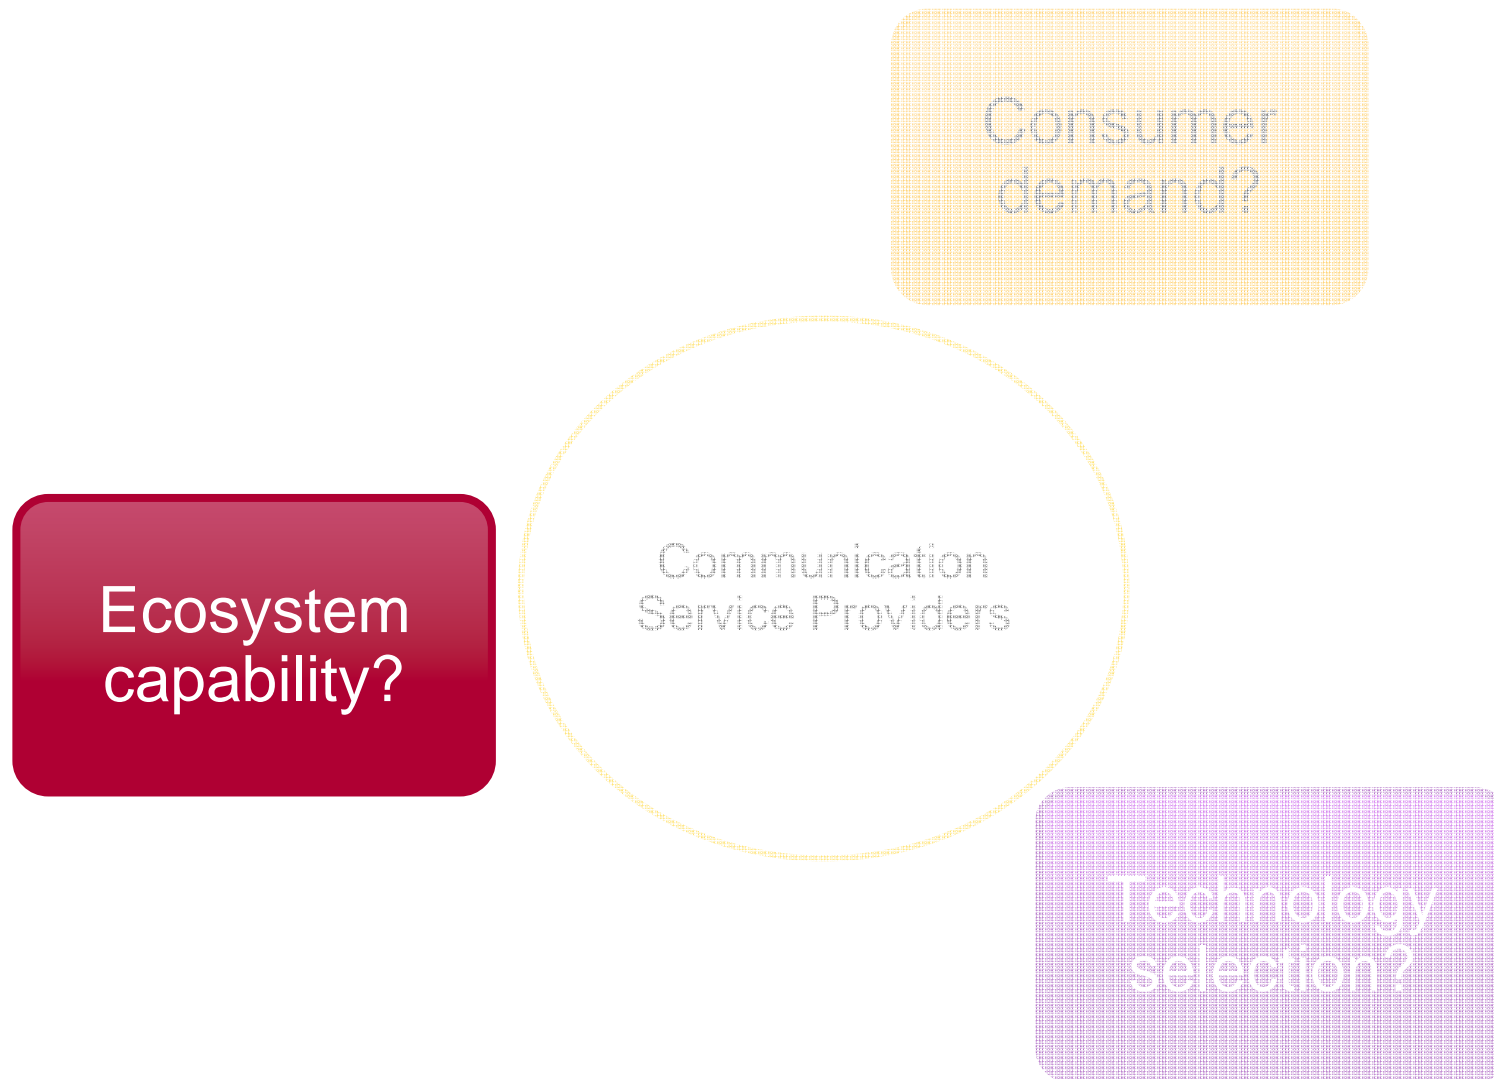 Consumer
demand?
Communication
Service Providers
Ecosystem
capability?
Technology
selection?